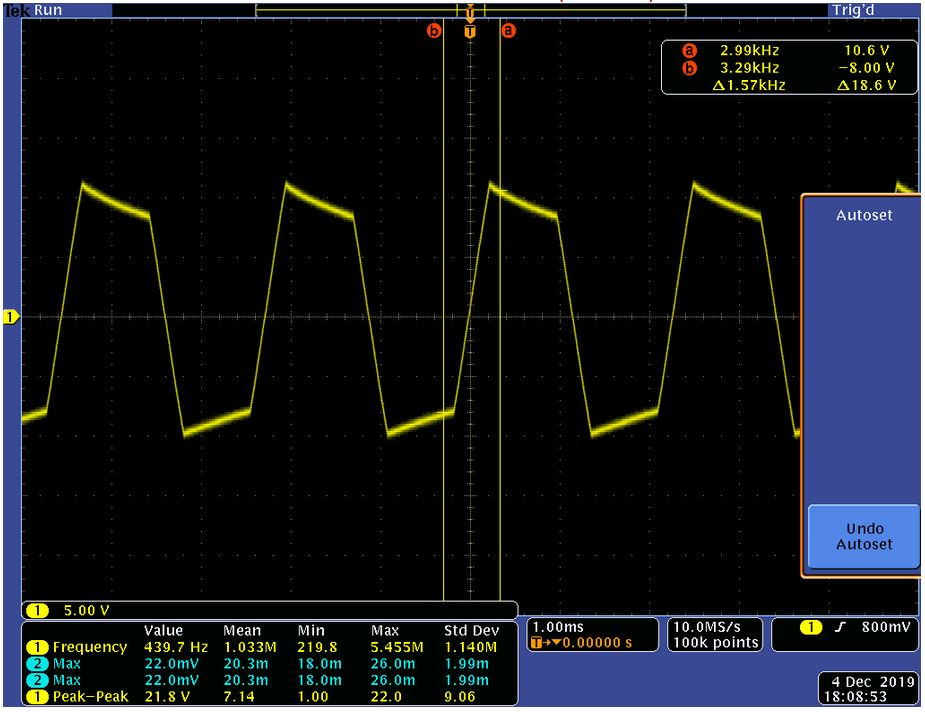 Tek Run Trig'd
b T a
a 2.99kHz 10.6 V
b 3.29kHz −8.00 V
Δ1.57kHz Δ18.6 V
Autoset
1
Undo
Autoset
1 5.00 V
Value Mean Min Max Std Dev
1 Frequency 439.7 Hz 1.033M 219.8 5.455M 1.140M
2 Max 22.0mV 20.3m 18.0m 26.0m 1.99m
2 Max 22.0mV 20.3m 18.0m 26.0m 1.99m
1 Peak−Peak 21.8 V 7.14 1.00 22.0 9.06
1.00ms
T→▼0.00000 s
10.0MS/s
100k points
1 ƒ 800mV
4 Dec 2019
18:08:53